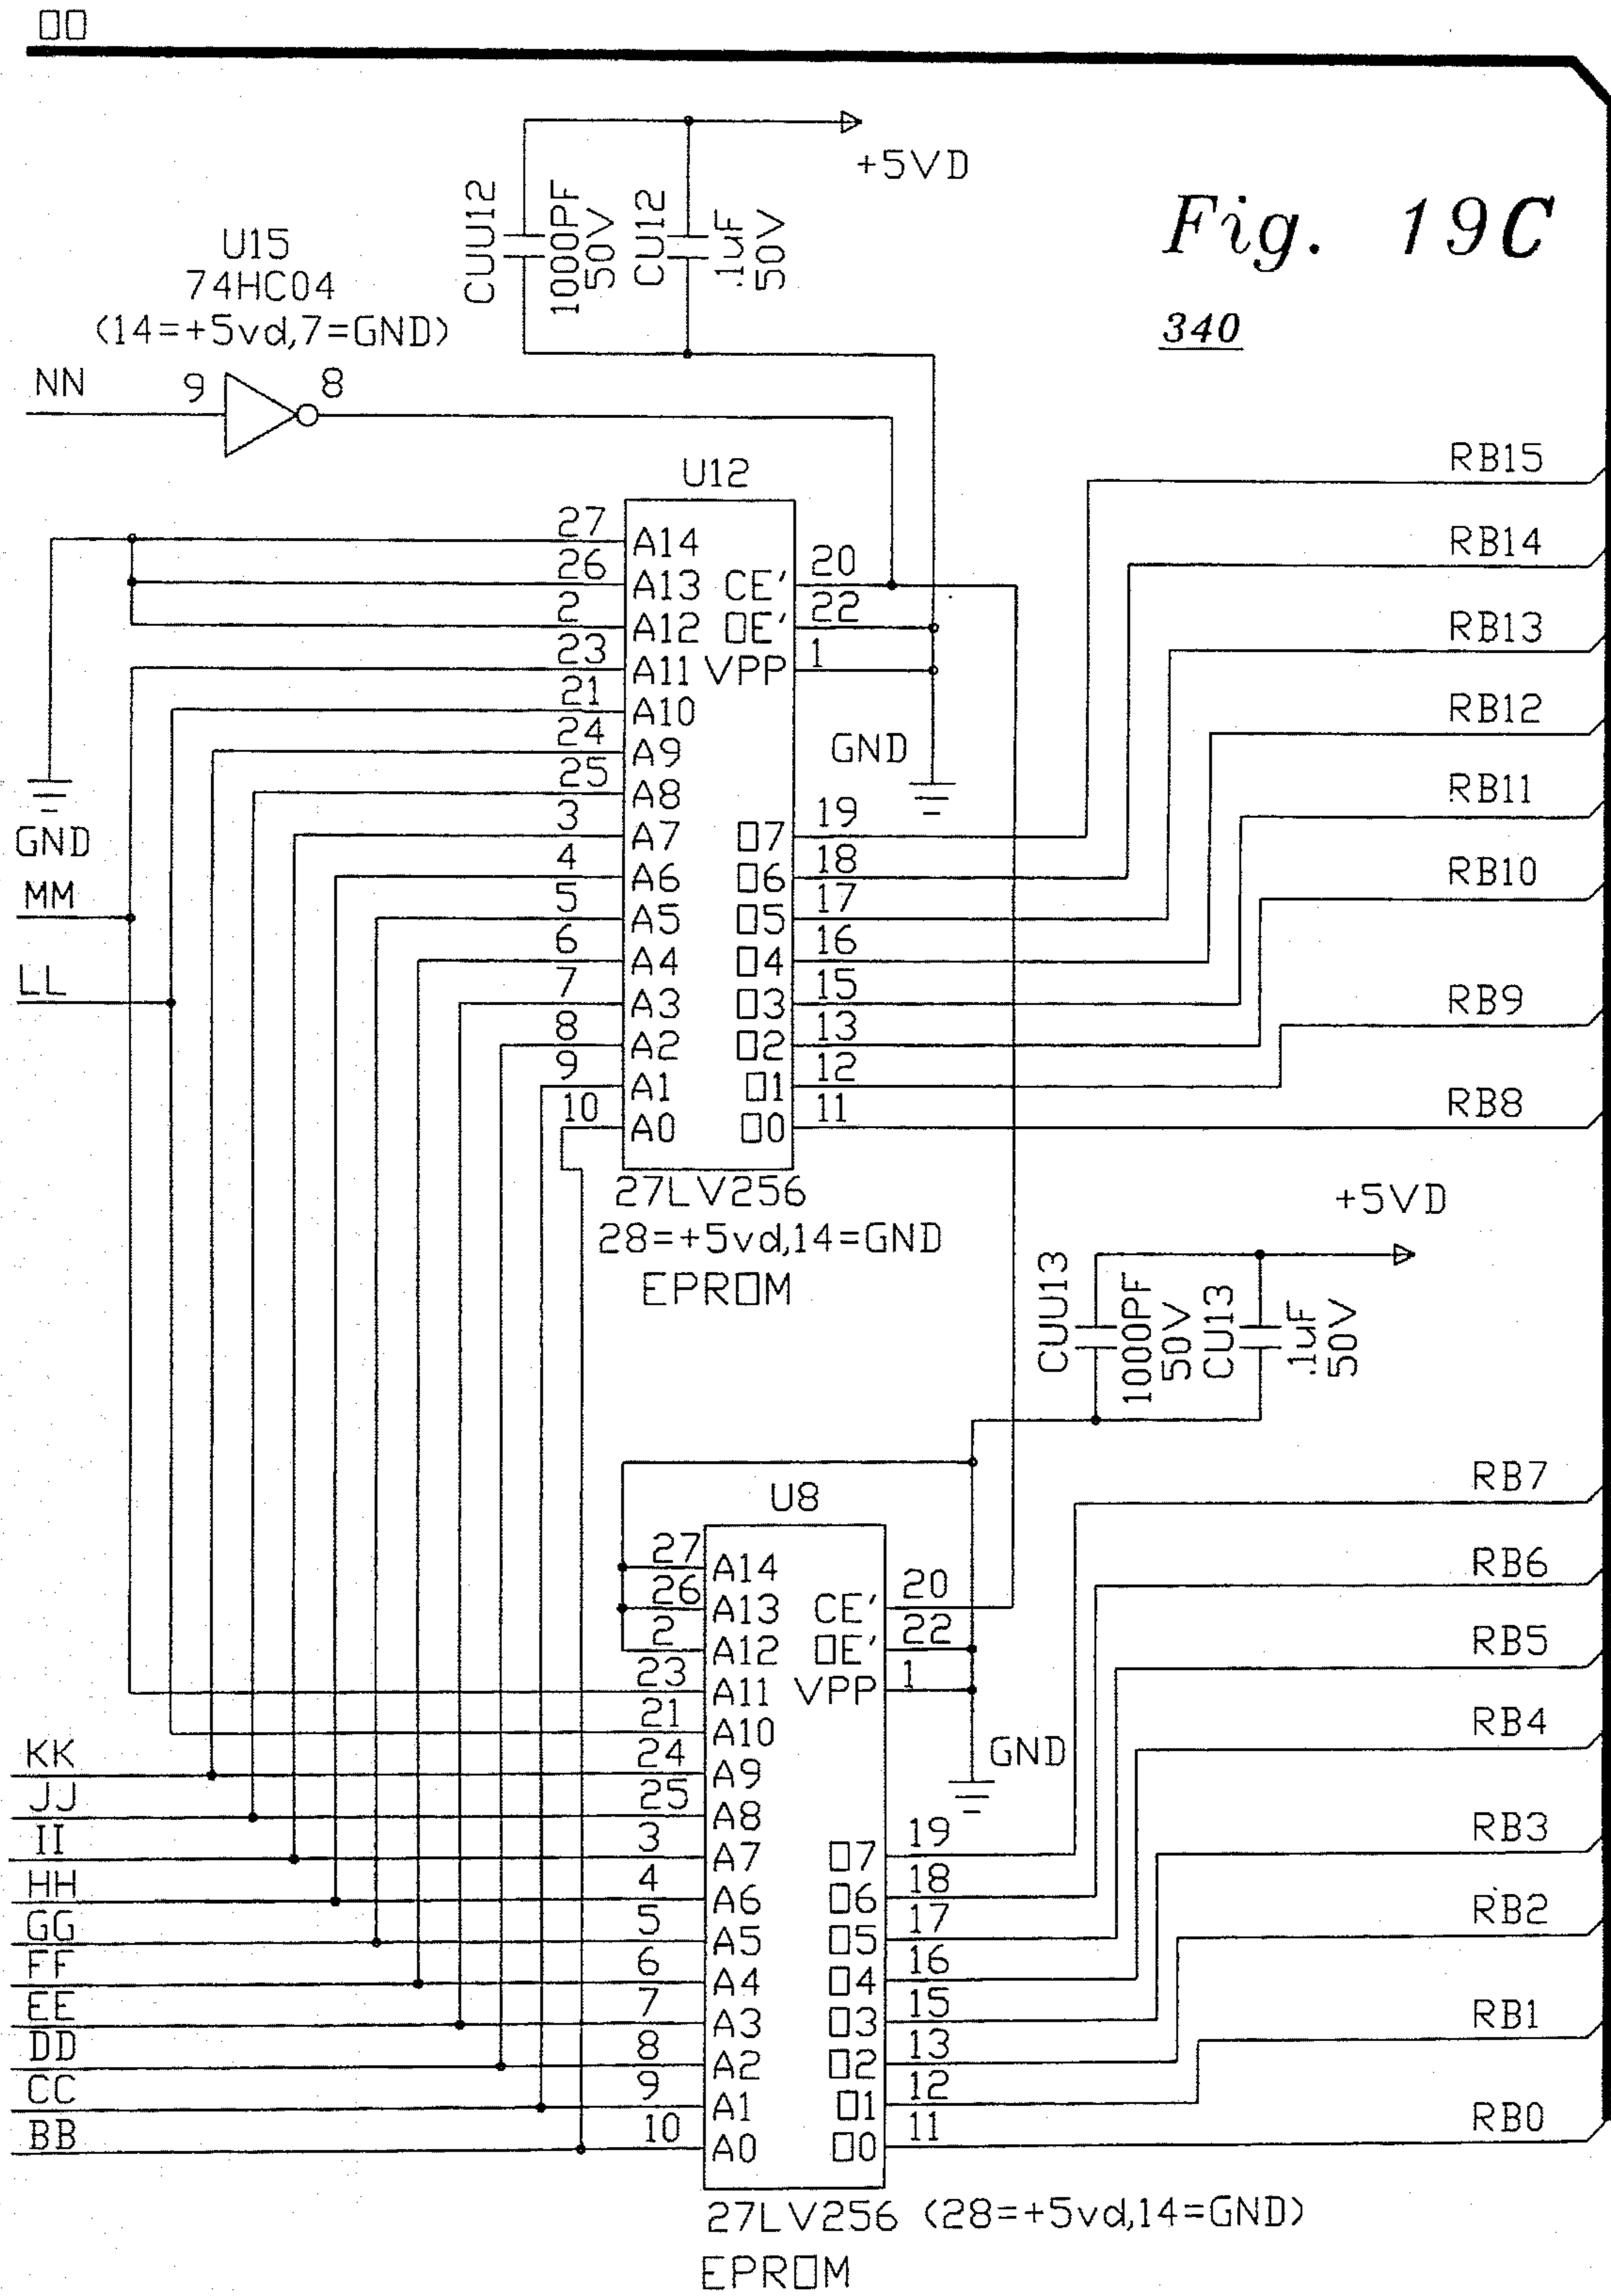 OO
+5VD
Fig. 19C
340
CUU12
1000PF
50V
CU12
.1uF
50V
U15
74HC04
(14=+5vd,7=GND)
NN
9
8
U12
27 A14
26 A13
2 A12
23 A11
21 A10
24 A9
25 A8
3 A7
4 A6
5 A5
6 A4
7 A3
8 A2
9 A1
10 A0
CE' 20
OE' 22
VPP 1
GND
O7 19
O6 18
O5 17
O4 16
O3 15
O2 13
O1 12
O0 11
RB15
RB14
RB13
RB12
RB11
RB10
RB9
RB8
GND
MM
LL
27LV256
28=+5vd,14=GND
EPROM
+5VD
CUU13
1000PF
50V
CU13
.1uF
50V
U8
27 A14
26 A13
2 A12
23 A11
21 A10
24 A9
25 A8
3 A7
4 A6
5 A5
6 A4
7 A3
8 A2
9 A1
10 A0
CE' 20
OE' 22
VPP 1
GND
O7 19
O6 18
O5 17
O4 16
O3 15
O2 13
O1 12
O0 11
RB7
RB6
RB5
RB4
RB3
RB2
RB1
RB0
KK
JJ
II
HH
GG
FF
EE
DD
CC
BB
27LV256 (28=+5vd,14=GND)
EPROM